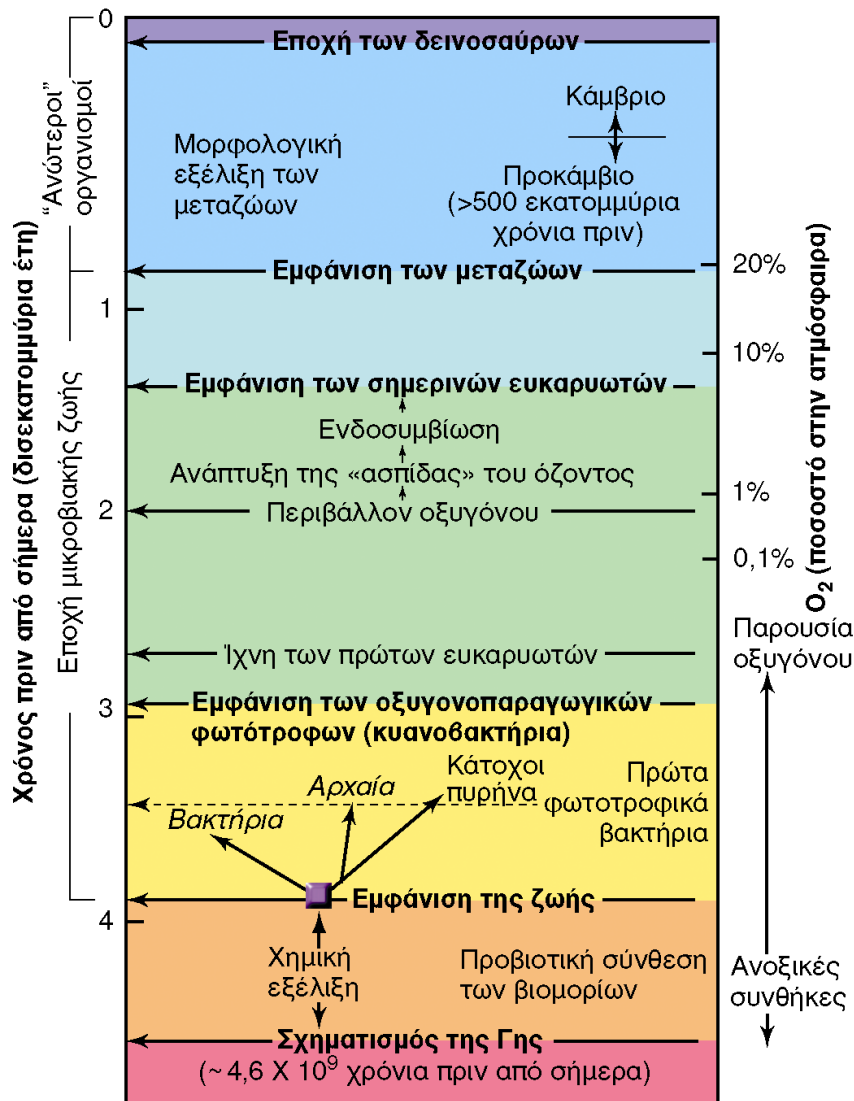 0
Εποχή των δεινοσαύρων
Κάμβριο
Μορφολογική
εξέλιξη των
μεταζώων
Προκάμβιο
(>500 εκατομμύρια
χρόνια πριν)
“Ανώτεροι”
οργανισμοί
Εμφάνιση των μεταζώων
20%
1
10%
Εμφάνιση των σημερινών ευκαρυωτών
Ενδοσυμβίωση
Ανάπτυξη της «ασπίδας» του όζοντος
1%
2
Περιβάλλον οξυγόνου
0,1%
Χρόνος πριν από σήμερα (δισεκατομμύρια έτη)
Εποχή μικροβιακής ζωής
O2 (ποσοστό στην ατμόσφαιρα)
Παρουσία
οξυγόνου
Ίχνη των πρώτων ευκαρυωτών
3
Εμφάνιση των οξυγονοπαραγωγικών
φωτότροφων (κυανοβακτήρια)
Βακτήρια
Αρχαία
Κάτοχοι
πυρήνα
Πρώτα
φωτοτροφικά
βακτήρια
Εμφάνιση της ζωής
4
Χημική
εξέλιξη
Προβιοτική σύνθεση
των βιομορίων
Ανοξικές
συνθήκες
Σχηματισμός της Γης
(~ 4,6 X 10⁹ χρόνια πριν από σήμερα)